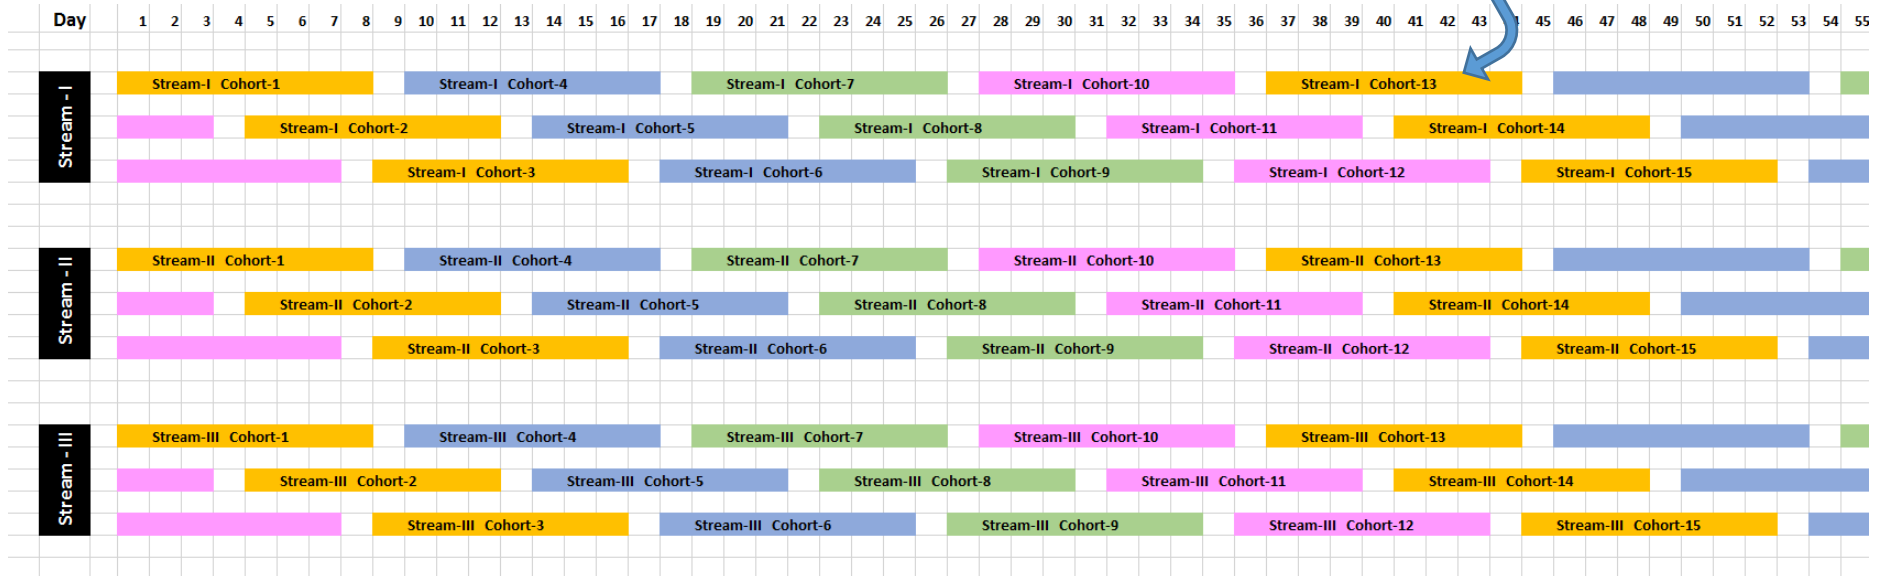 Day 1 2 3 4 5 6 7 8 9 10 11 12 13 14 15 16 17 18 19 20 21 22 23 24 25 26 27 28 29 30 31 32 33 34 35 36 37 38 39 40 41 42 43 45 46 47 48 49 50 51 52 53 54 55
Stream - I
Stream-I Cohort-1 Stream-I Cohort-4 Stream-I Cohort-7 Stream-I Cohort-10 Stream-I Cohort-13
Stream-I Cohort-2 Stream-I Cohort-5 Stream-I Cohort-8 Stream-I Cohort-11 Stream-I Cohort-14
Stream-I Cohort-3 Stream-I Cohort-6 Stream-I Cohort-9 Stream-I Cohort-12 Stream-I Cohort-15
Stream - II
Stream-II Cohort-1 Stream-II Cohort-4 Stream-II Cohort-7 Stream-II Cohort-10 Stream-II Cohort-13
Stream-II Cohort-2 Stream-II Cohort-5 Stream-II Cohort-8 Stream-II Cohort-11 Stream-II Cohort-14
Stream-II Cohort-3 Stream-II Cohort-6 Stream-II Cohort-9 Stream-II Cohort-12 Stream-II Cohort-15
Stream - III
Stream-III Cohort-1 Stream-III Cohort-4 Stream-III Cohort-7 Stream-III Cohort-10 Stream-III Cohort-13
Stream-III Cohort-2 Stream-III Cohort-5 Stream-III Cohort-8 Stream-III Cohort-11 Stream-III Cohort-14
Stream-III Cohort-3 Stream-III Cohort-6 Stream-III Cohort-9 Stream-III Cohort-12 Stream-III Cohort-15